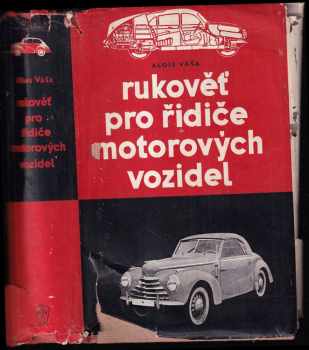 ALOIS VÁŠA
rukověť
pro řidiče
motorových
vozidel
Alois Váša
rukověť
pro
řidiče
motorových
vozidel